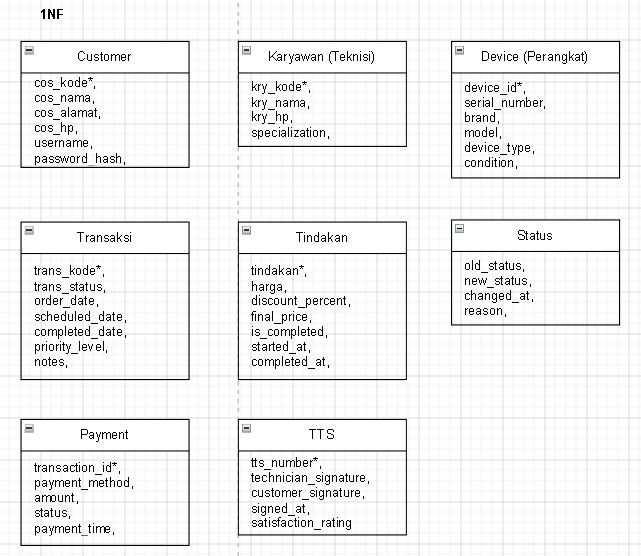 1NF
Customer
cos_kode*,
cos_nama,
cos_alamat,
cos_hp,
username,
password_hash,
Karyawan (Teknisi)
kry_kode*,
kry_nama,
kry_hp,
specialization,
Device (Perangkat)
device_id*,
serial_number,
brand,
model,
device_type,
condition,
Transaksi
trans_kode*,
trans_status,
order_date,
scheduled_date,
completed_date,
priority_level,
notes,
Tindakan
tindakan*,
harga,
discount_percent,
final_price,
is_completed,
started_at,
completed_at,
Status
old_status,
new_status,
changed_at,
reason,
Payment
transaction_id*,
payment_method,
amount,
status,
payment_time,
TTS
tts_number*,
technician_signature,
customer_signature,
signed_at,
satisfaction_rating